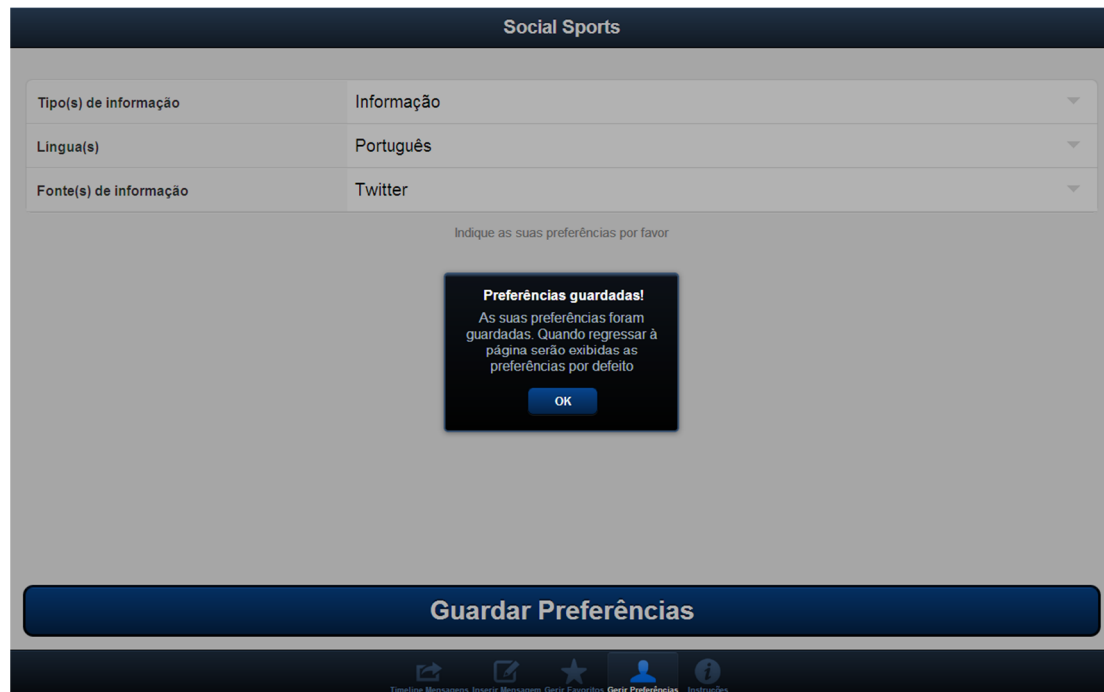 Social Sports
Tipo(s) de informação Informação
Lingua(s) Português
Fonte(s) de informação Twitter
Indique as suas preferências por favor
Preferências guardadas!
As suas preferências foram
guardadas. Quando regressar à
página serão exibidas as
preferências por defeito
OK
Guardar Preferências
Timeline Mensagens Inserir Mensagem Gerir Favoritos Gerir Preferências Instruções